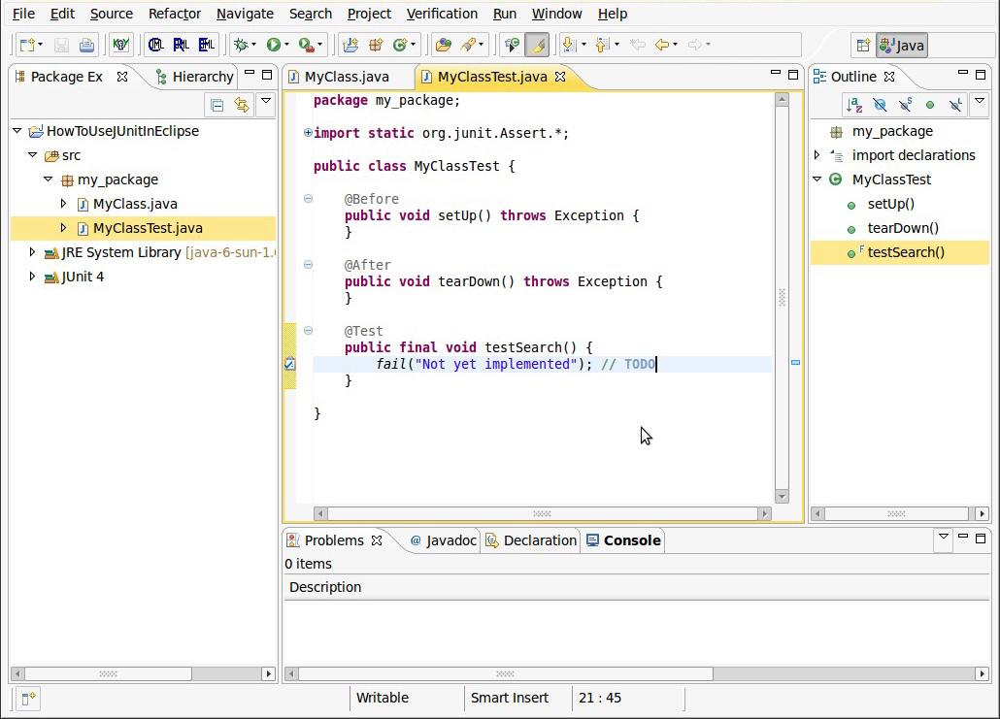 File Edit Source Refactor Navigate Search Project Verification Run Window Help
Java
Package Ex
Hierarchy
HowToUseJUnitInEclipse
src
my_package
MyClass.java
MyClassTest.java
JRE System Library [java-6-sun-1.
JUnit 4
MyClass.java
MyClassTest.java
package my_package;
import static org.junit.Assert.*;
public class MyClassTest {
@Before
public void setUp() throws Exception {
}
@After
public void tearDown() throws Exception {
}
@Test
public final void testSearch() {
fail("Not yet implemented"); // TODO
}
}
Outline
my_package
import declarations
MyClassTest
setUp()
tearDown()
F testSearch()
Problems
@ Javadoc
Declaration
Console
0 items
Description
Writable
Smart Insert
21 : 45